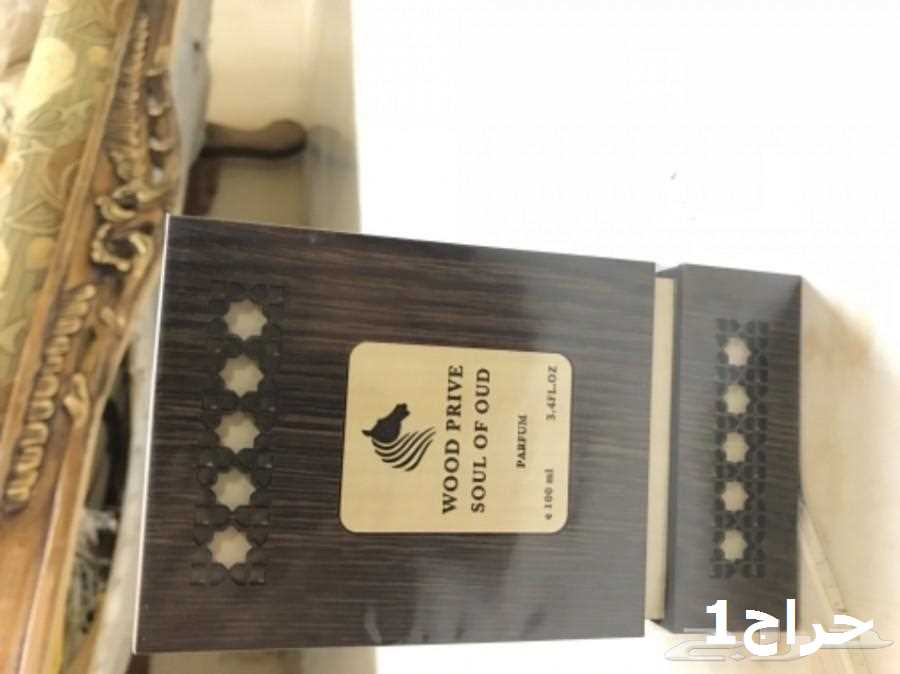 WOOD PRIVE
SOUL OF OUD
PARFUM
e 100 ml 3.4FL.OZ
حراج1